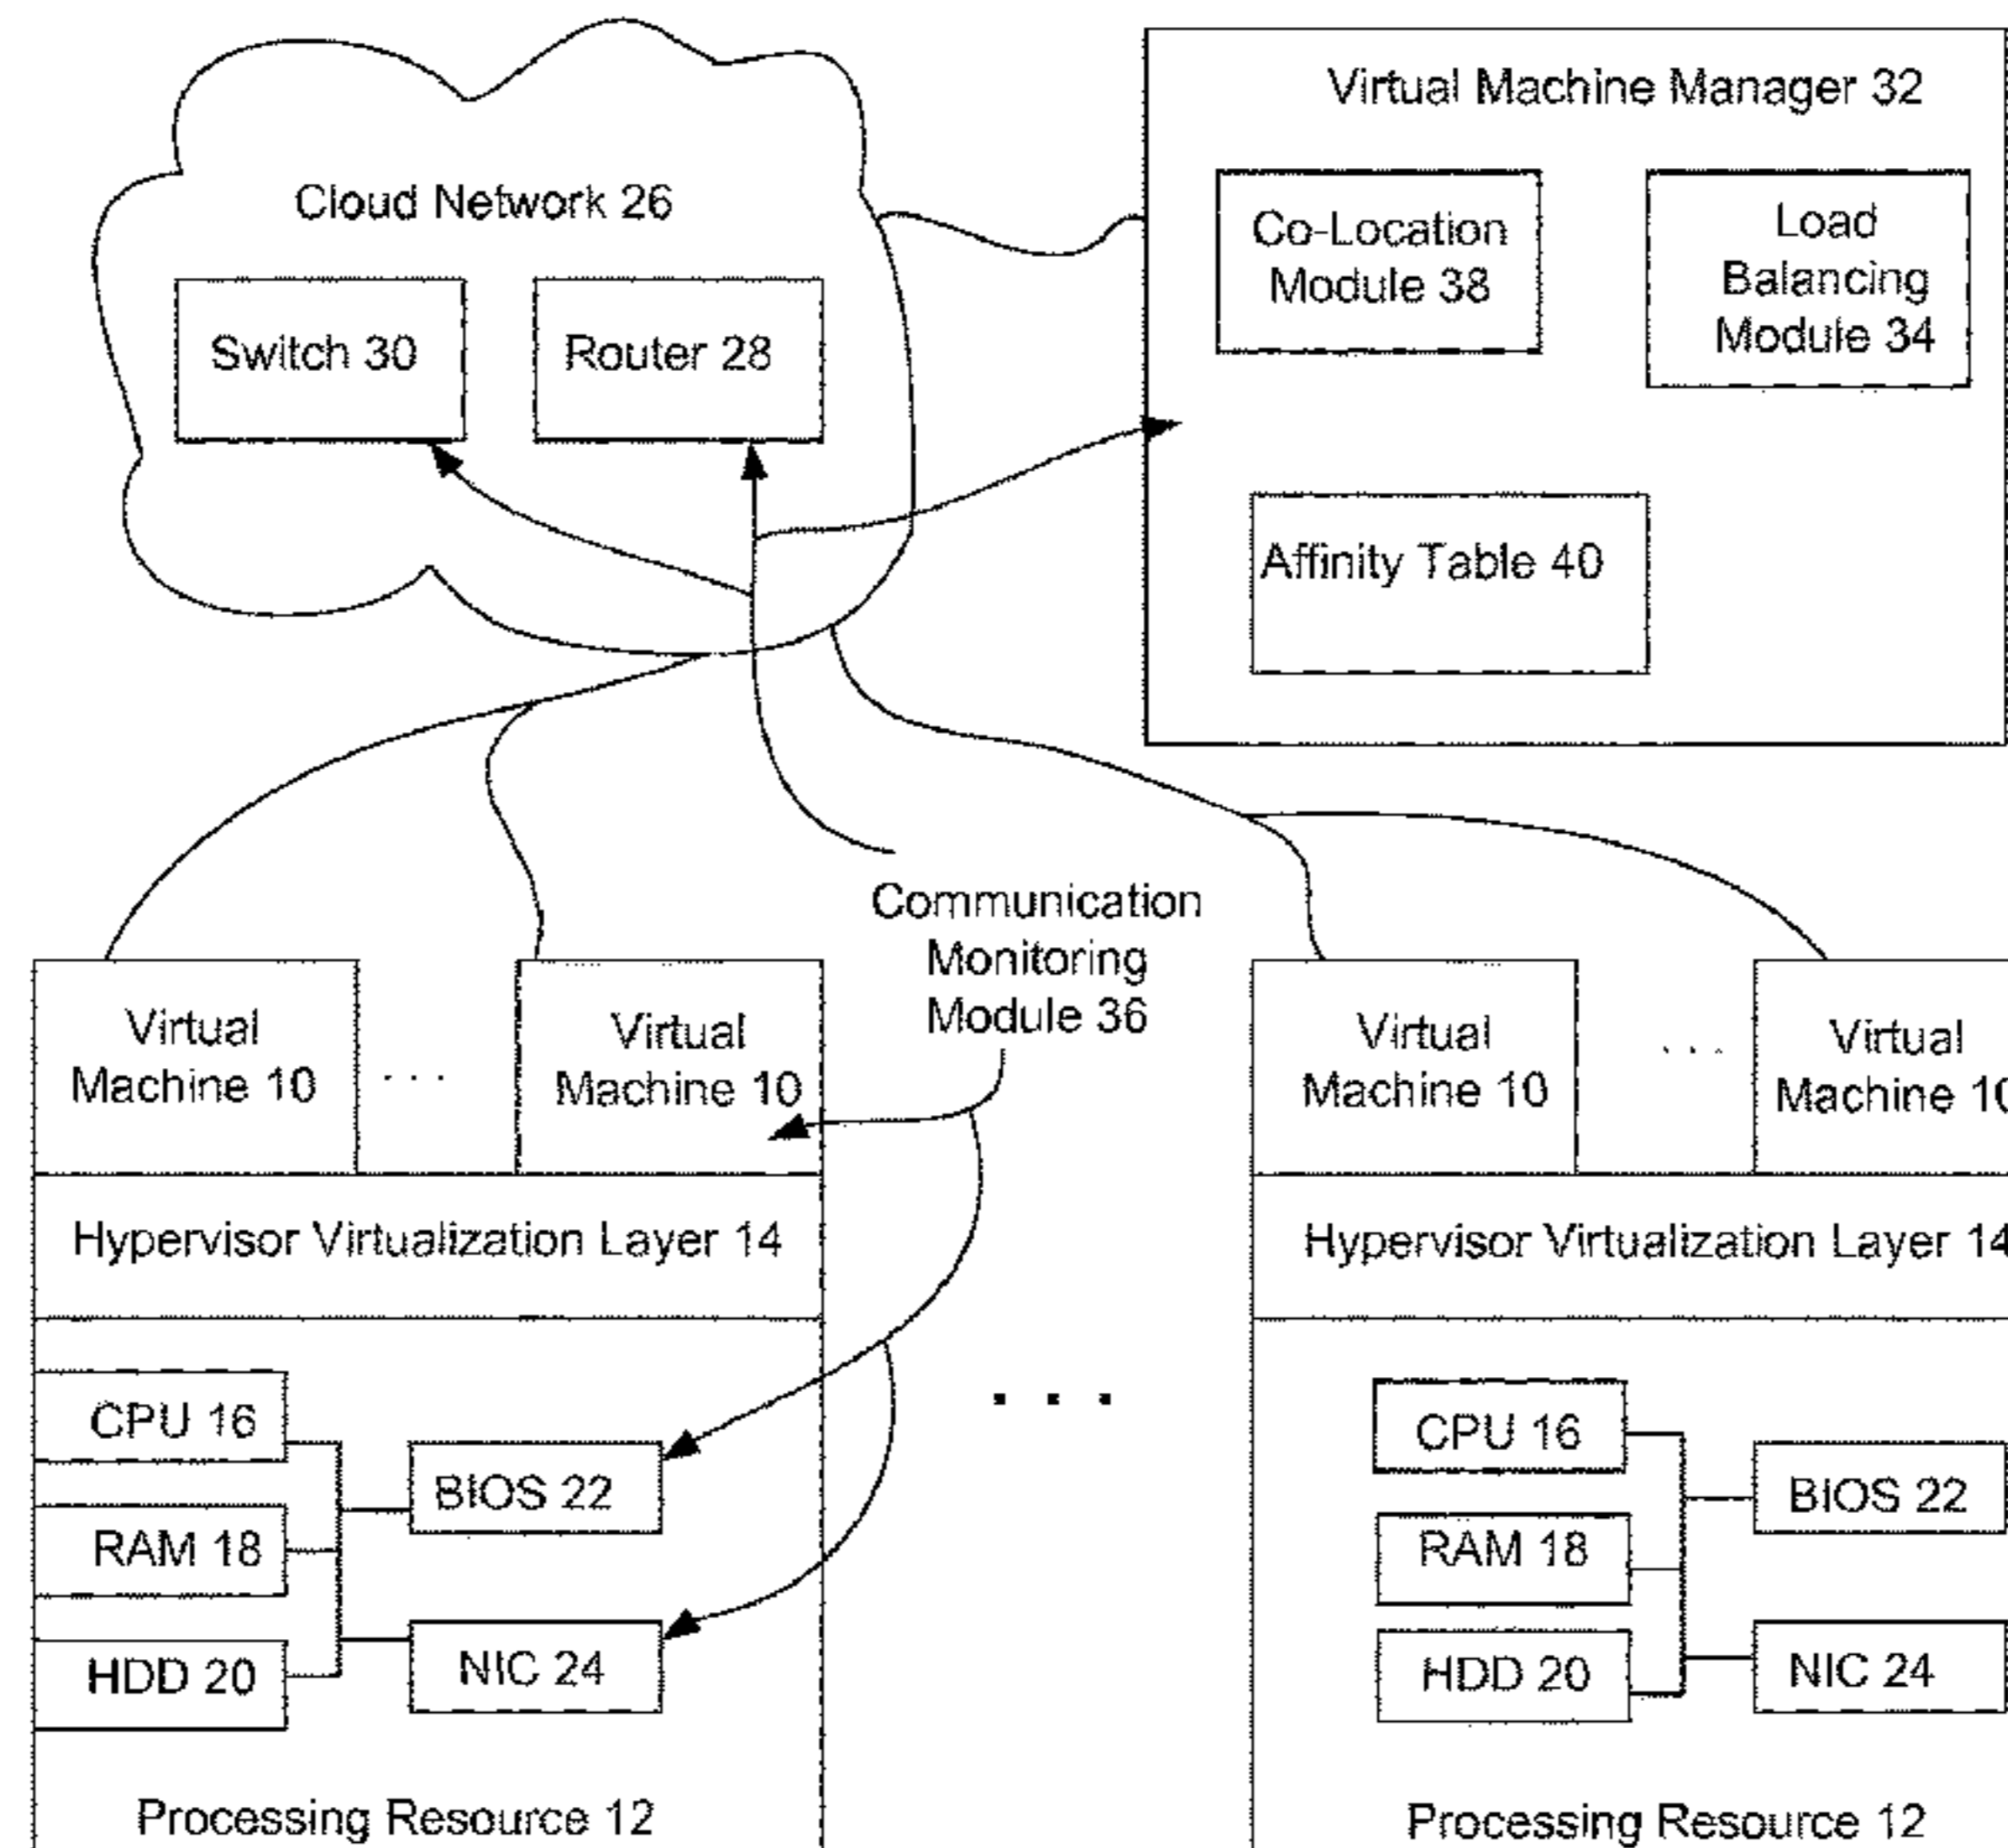 Virtual Machine Manager 32
Cloud Network 26
Co-Location
Module 38
Load
Balancing
Module 34
Switch 30
Router 28
Affinity Table 40
Communication
Monitoring
Module 36
Virtual
Machine 10
. . .
Virtual
Machine 10
Virtual
Machine 10
. . .
Virtual
Machine 10
Hypervisor Virtualization Layer 14
Hypervisor Virtualization Layer 14
CPU 16
BIOS 22
RAM 18
HDD 20
NIC 24
. . .
CPU 16
BIOS 22
RAM 18
HDD 20
NIC 24
Processing Resource 12
Processing Resource 12